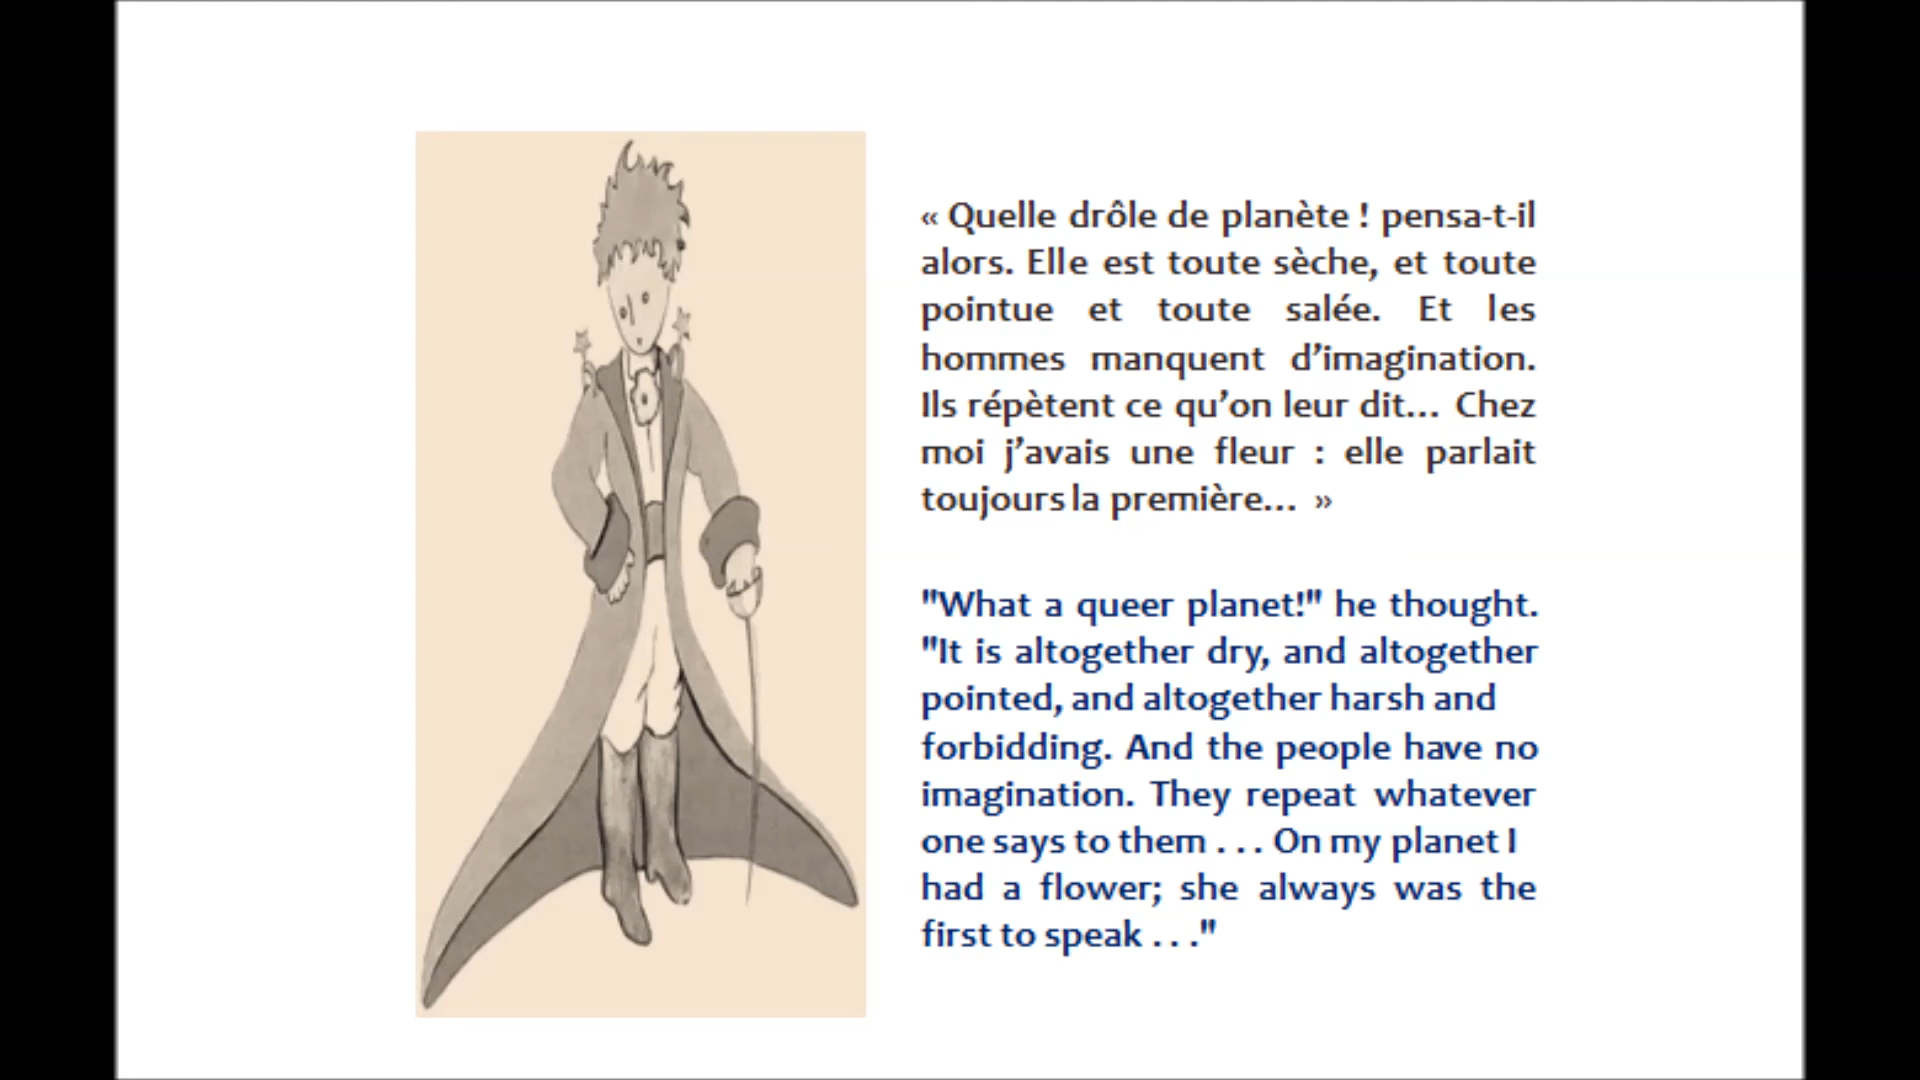 « Quelle drôle de planète ! pensa-t-il
alors. Elle est toute sèche, et toute
pointue et toute salée. Et les
hommes manquent d’imagination.
Ils répètent ce qu’on leur dit... Chez
moi j’avais une fleur : elle parlait
toujours la première... »
"What a queer planet!" he thought.
"It is altogether dry, and altogether
pointed, and altogether harsh and
forbidding. And the people have no
imagination. They repeat whatever
one says to them . . . On my planet I
had a flower; she always was the
first to speak . . ."